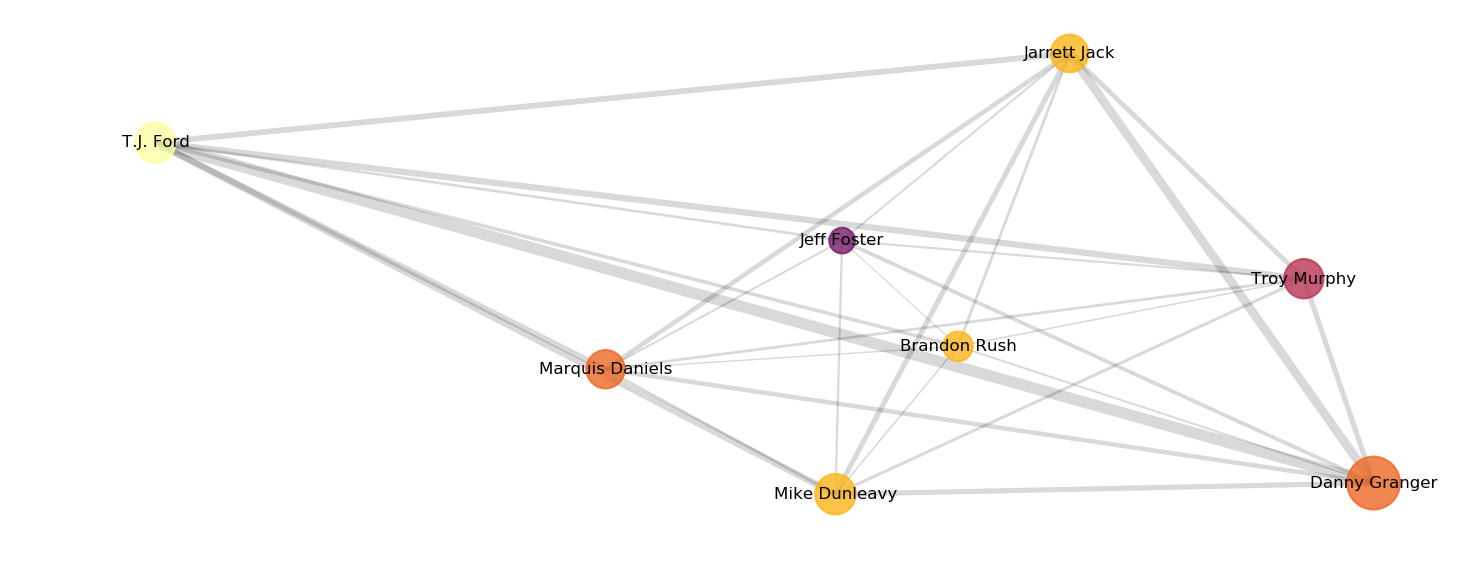 Jarrett Jack
T.J. Ford
Jeff Foster
Troy Murphy
Brandon Rush
Marquis Daniels
Danny Granger
Mike Dunleavy